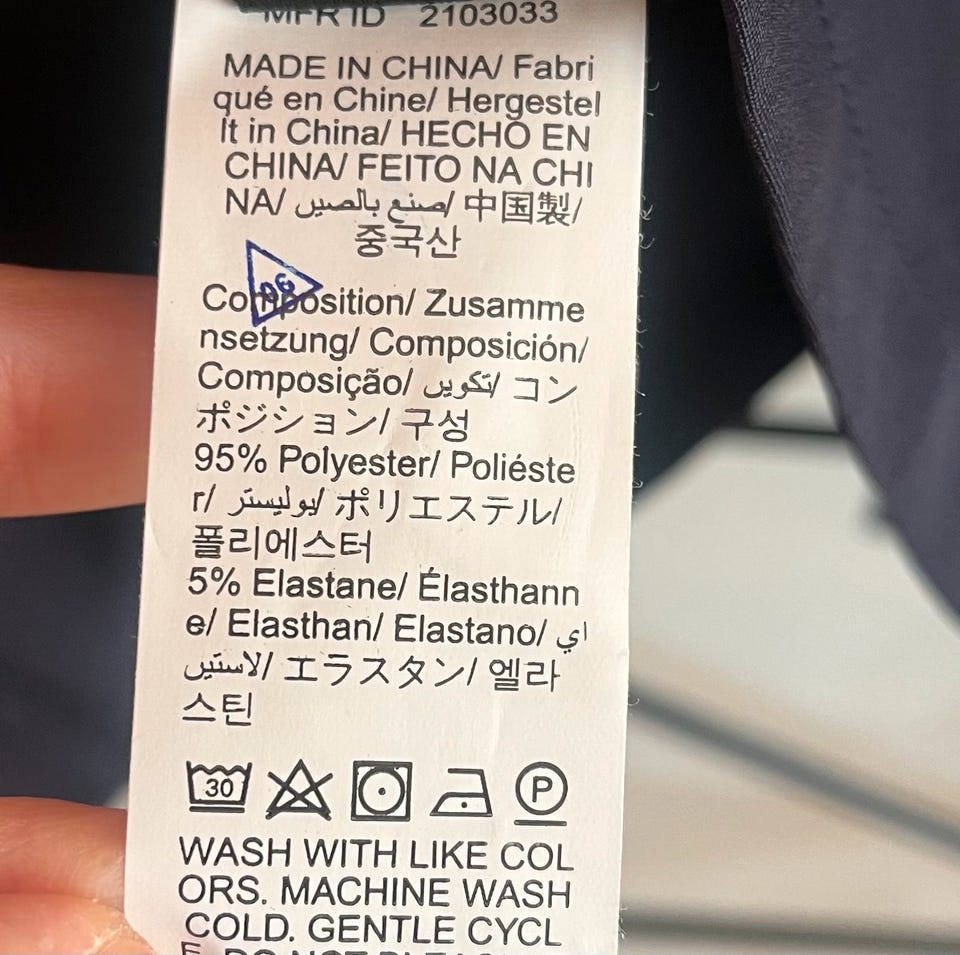 MFR ID 2103033
MADE IN CHINA/ Fabri
qué en Chine/ Hergestel
lt in China/ HECHO EN
CHINA/ FEITO NA CHI
NA/ صنع بالصين/ 中国製/
중국산
06
Composition/ Zusamme
nsetzung/ Composición/
Composição/ تكوين/ コン
ポジション/ 구성
95% Polyester/ Poliéste
r/ بوليستر/ ポリエステル/
폴리에스터
5% Elastane/ Élasthann
e/ Elasthan/ Elastano/ اي
لاستين/ エラスタン/ 엘라
스틴
30
P
WASH WITH LIKE COL
ORS. MACHINE WASH
COLD. GENTLE CYCL
E. DO NOT BLEAC